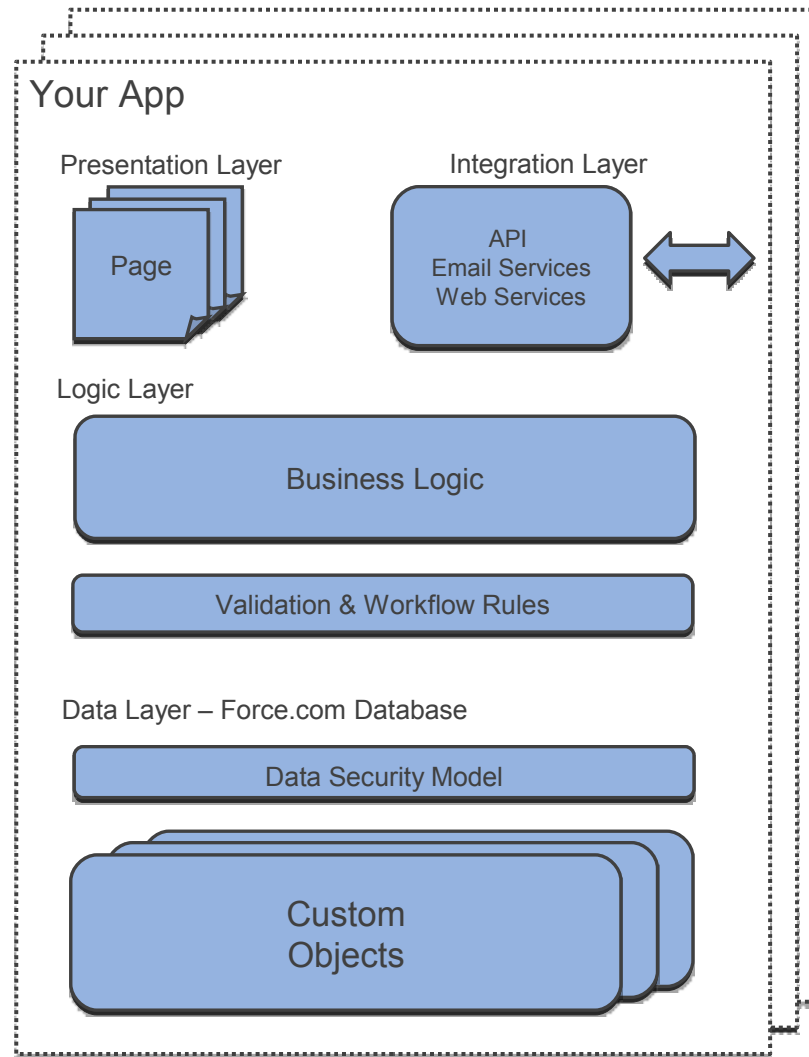 Your App
Presentation Layer
Page
Integration Layer
API
Email Services
Web Services
Logic Layer
Business Logic
Validation & Workflow Rules
Data Layer – Force.com Database
Data Security Model
Custom
Objects